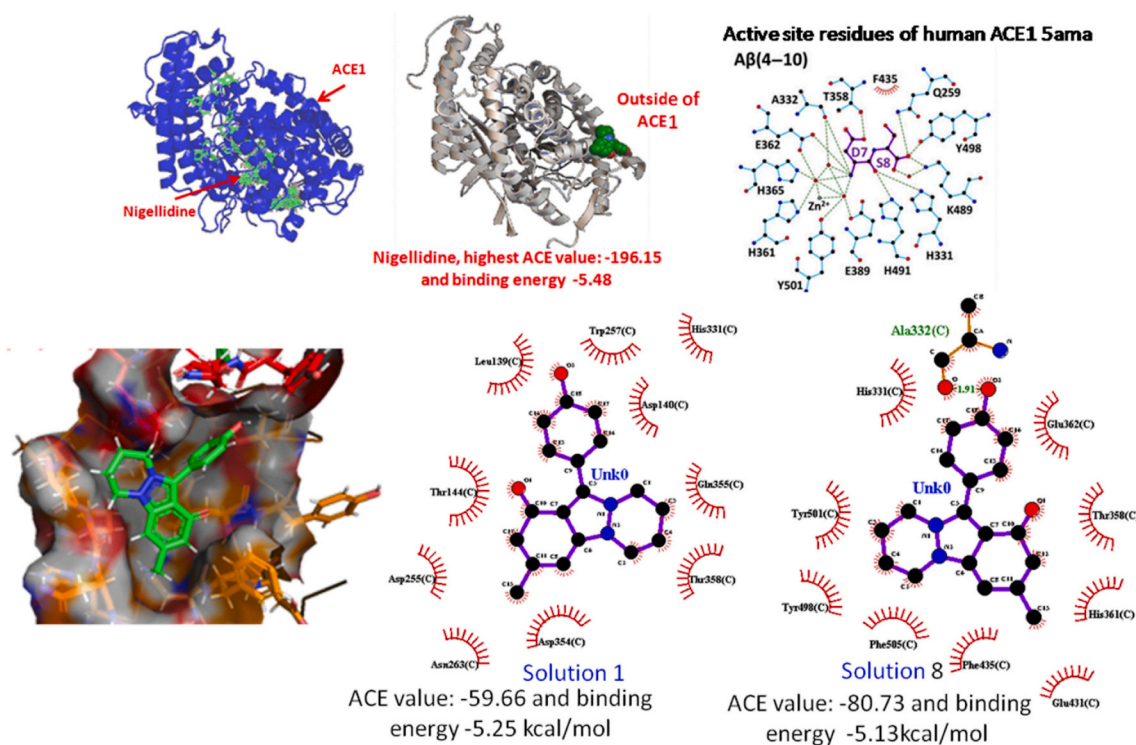 ACE1
Nigellidine
Outside of
ACE1
Nigellidine, highest ACE value: -196.15
and binding energy -5.48
Active site residues of human ACE1 5ama
Aβ(4–10)
F435
A332
T358
Q259
E362
Y498
D7
S8
H365
Zn²⁺
K489
H361
E389
H491
H331
Y501
Trp257(C)
His331(C)
Leu139(C)
Asp140(C)
Unk0
Thr144(C)
Gln355(C)
Asp255(C)
Thr358(C)
Asn263(C)
Asp354(C)
Solution 1
ACE value: -59.66 and binding
energy -5.25 kcal/mol
Ala332(C)
CB
CA
N
C
O
1.91
O2
His331(C)
Glu362(C)
Unk0
Tyr501(C)
Thr358(C
Tyr498(C)
His361(C)
Phe505(C)
Phe435(C)
Glu431(C)
Solution 8
ACE value: -80.73 and binding
energy -5.13kcal/mol